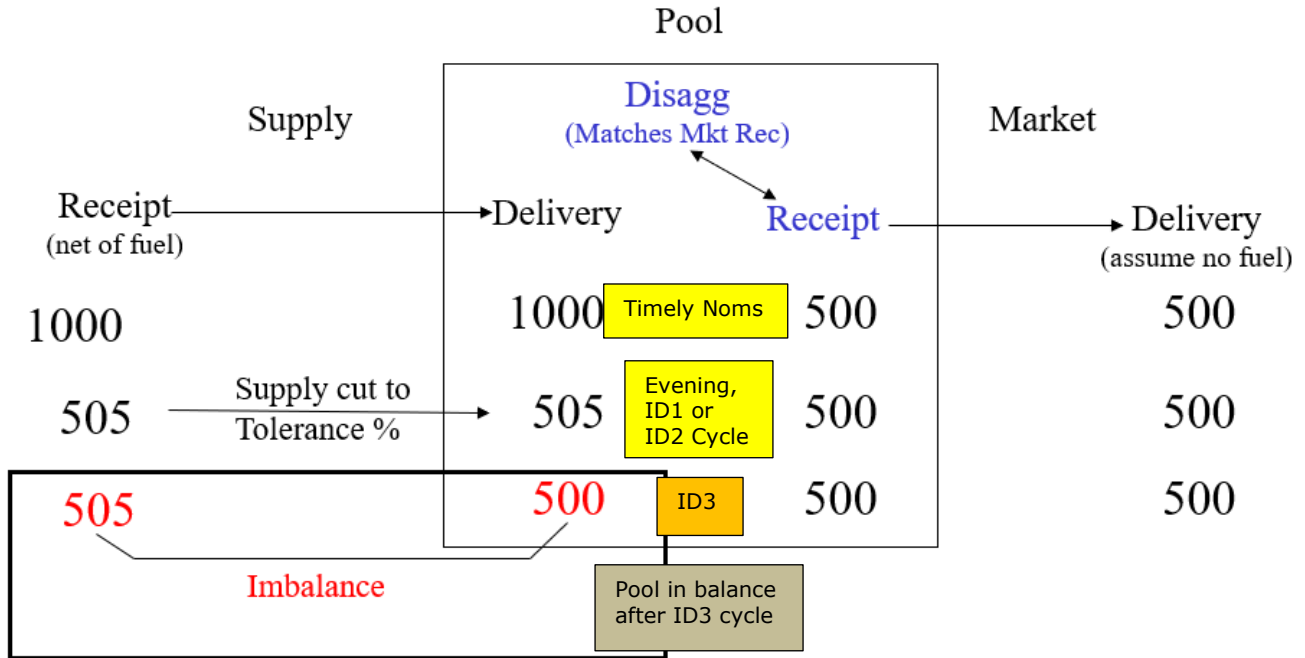 Pool
Supply
Disagg
(Matches Mkt Rec)
Market
Receipt
(net of fuel)
Delivery
Receipt
Delivery
(assume no fuel)
1000
1000
Timely Noms
500
500
505
Supply cut to
Tolerance %
505
Evening,
ID1 or
ID2 Cycle
500
500
505
500
ID3
500
500
Imbalance
Pool in balance
after ID3 cycle